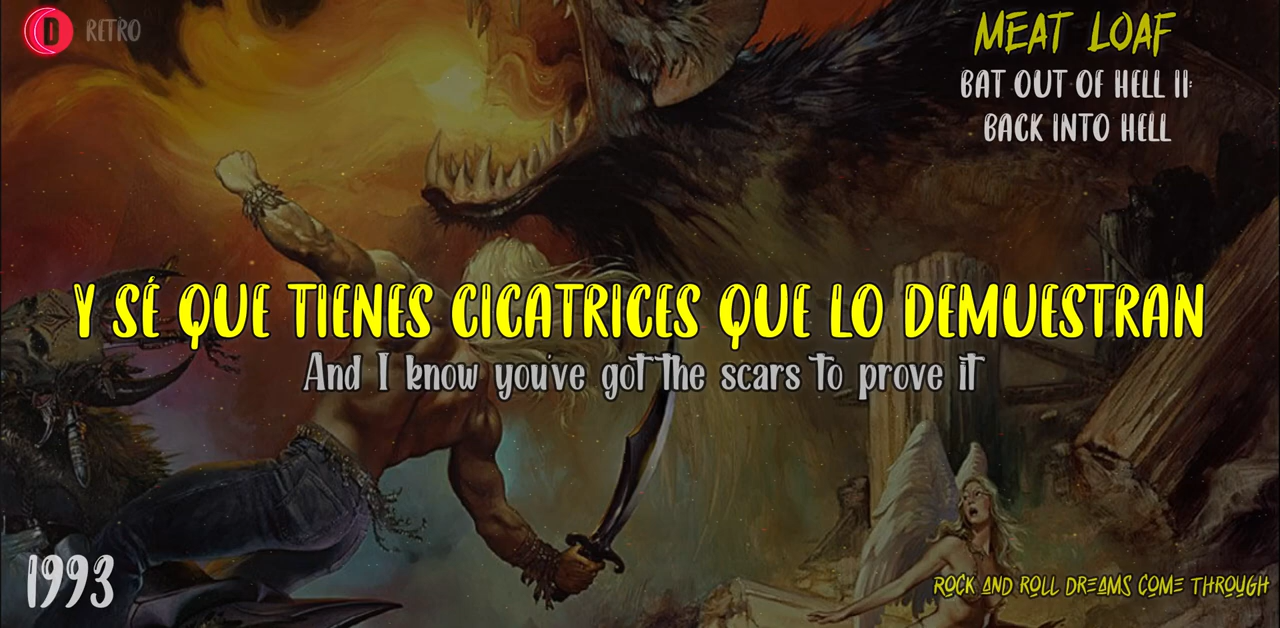 D RETRO
MEAT LOAF
BAT OUT OF HELL II:
BACK INTO HELL
Y SÉ QUE TIENES CICATRICES QUE LO DEMUESTRAN
And I know you've got the scars to prove it
1993
ROCK AND ROLL DREAMS COME THROUGH